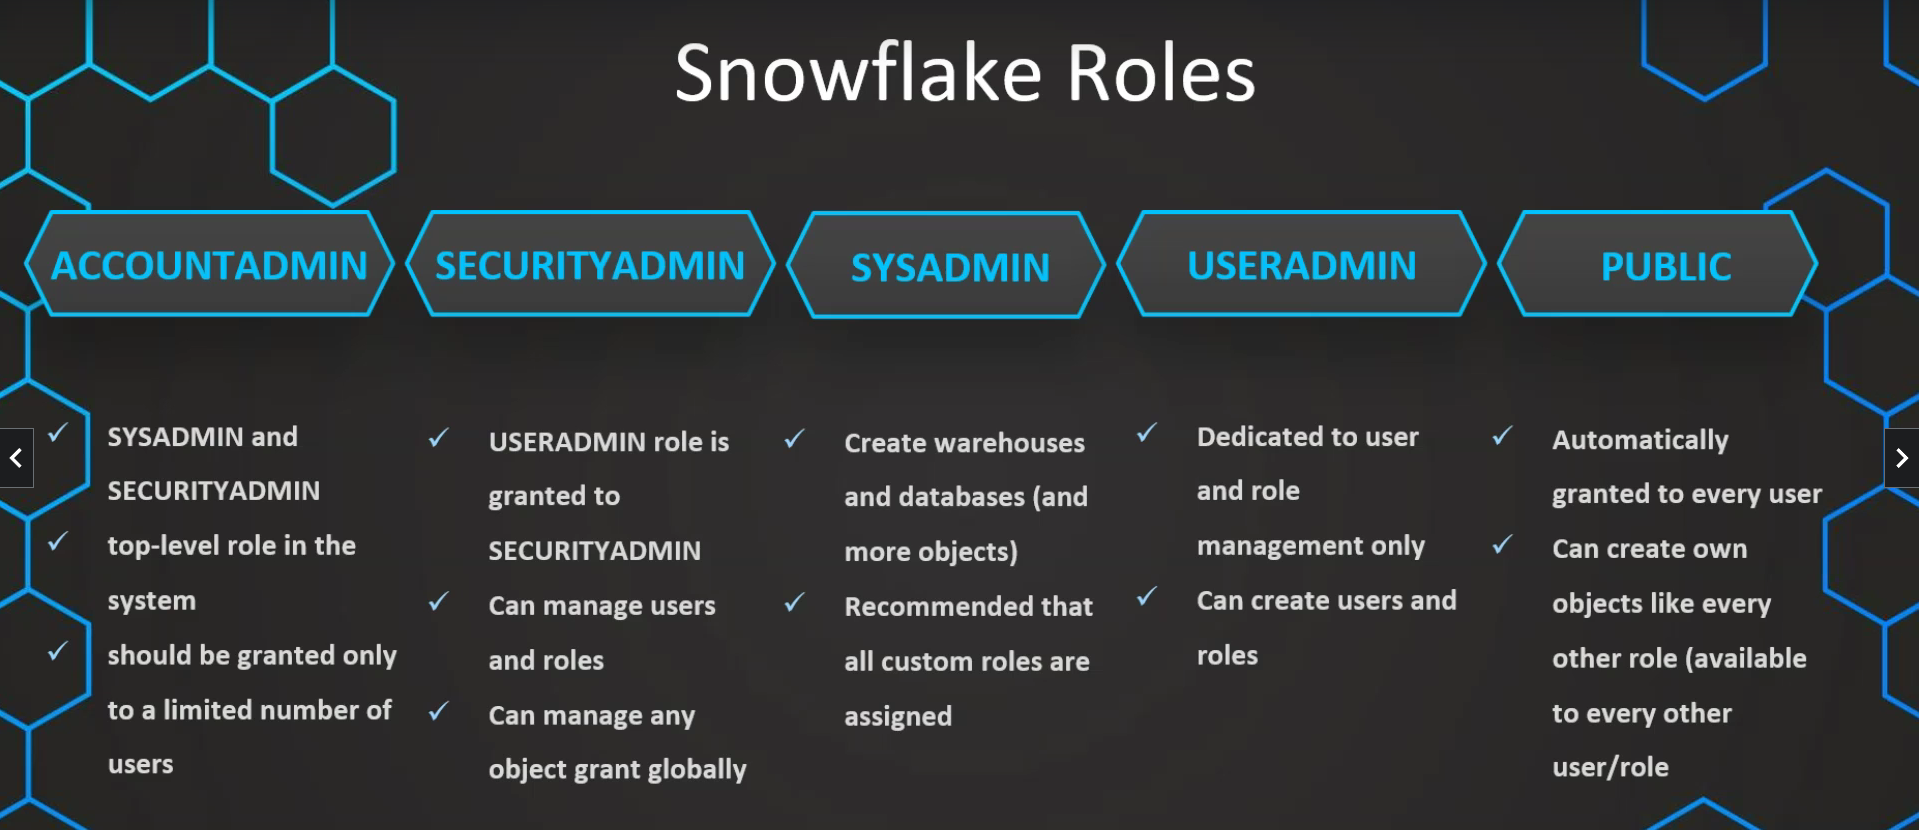 Snowflake Roles
ACCOUNTADMIN
SECURITYADMIN
SYSADMIN
USERADMIN
PUBLIC
SYSADMIN and
SECURITYADMIN
top-level role in the
system
should be granted only
to a limited number of
users
USERADMIN role is
granted to
SECURITYADMIN
Can manage users
and roles
Can manage any
object grant globally
Create warehouses
and databases (and
more objects)
Recommended that
all custom roles are
assigned
Dedicated to user
and role
management only
Can create users and
roles
Automatically
granted to every user
Can create own
objects like every
other role (available
to every other
user/role